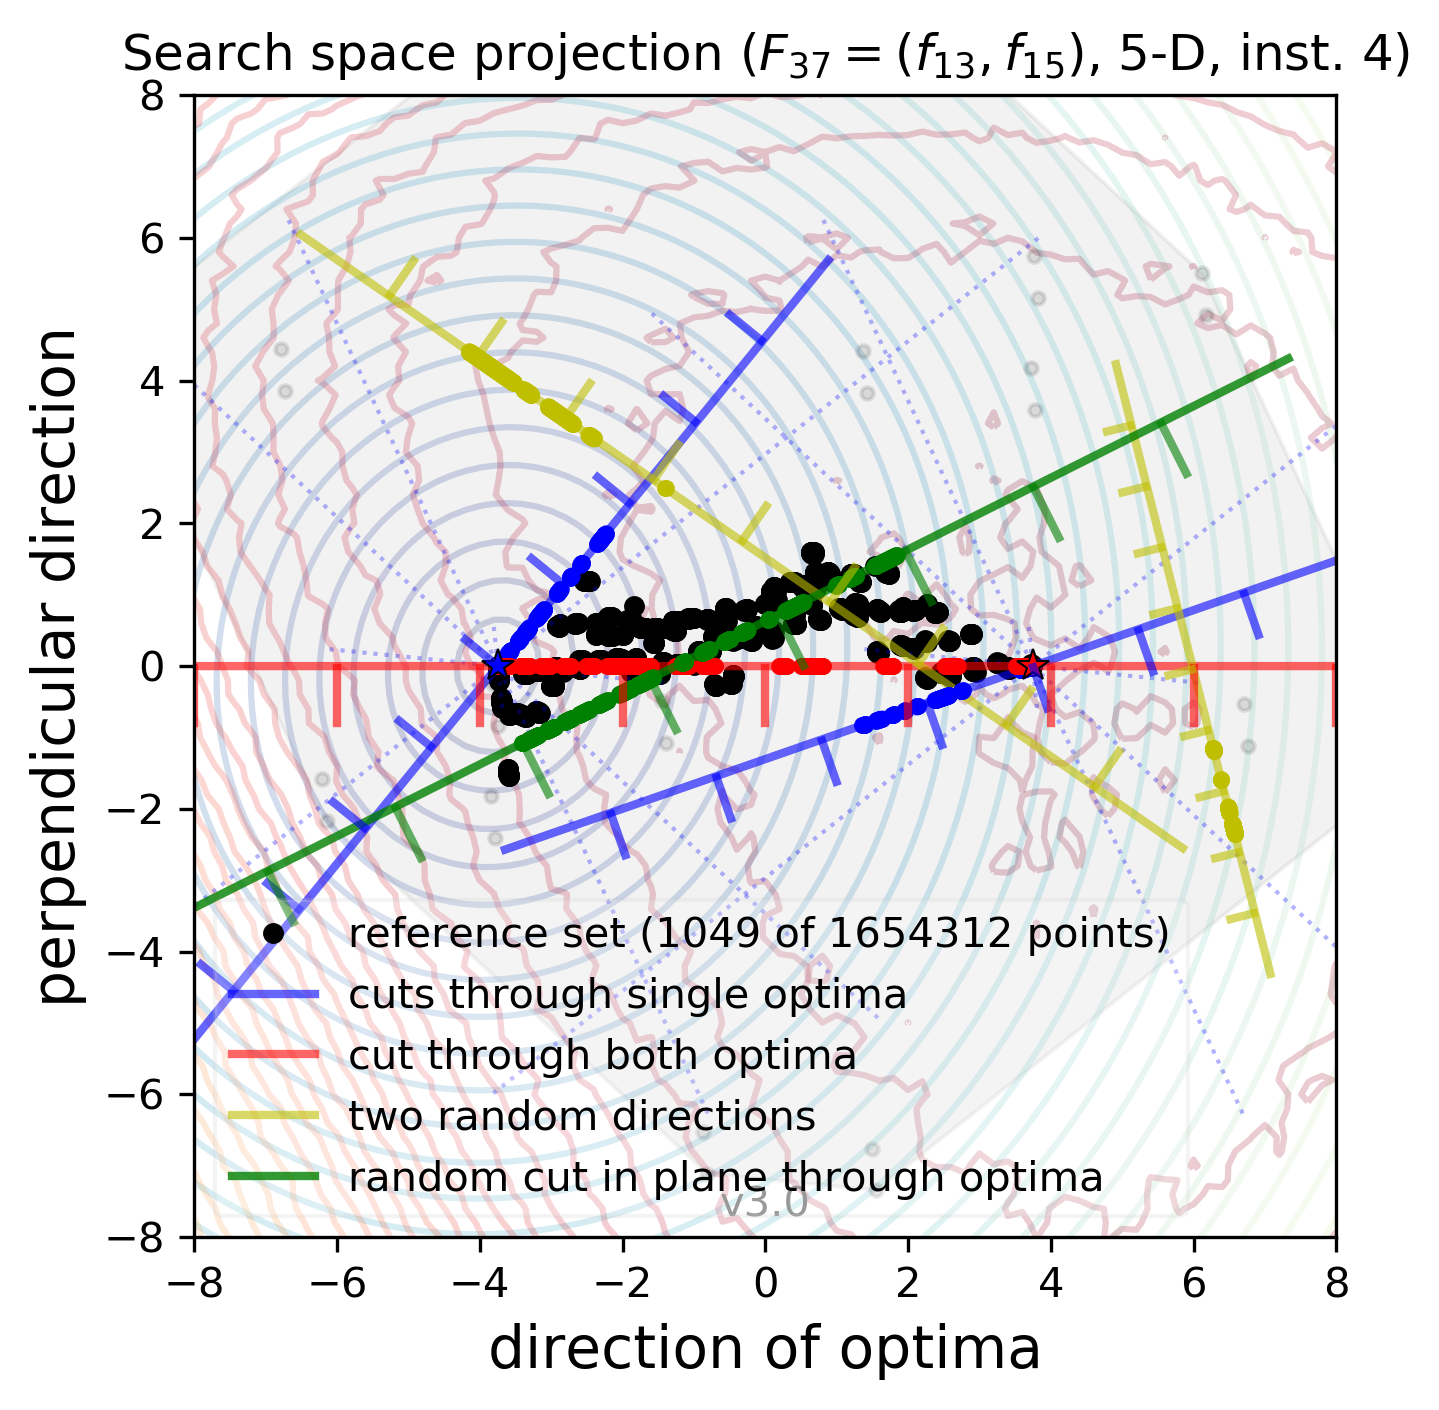 Search space projection (F₃₇ = (f₁₃, f₁₅), 5-D, inst. 4)
8
6
4
2
0
−2
−4
−6
−8
perpendicular direction
reference set (1049 of 1654312 points)
cuts through single optima
cut through both optima
two random directions
random cut in plane through optima
v3.0
−8 −6 −4 −2 0 2 4 6 8
direction of optima